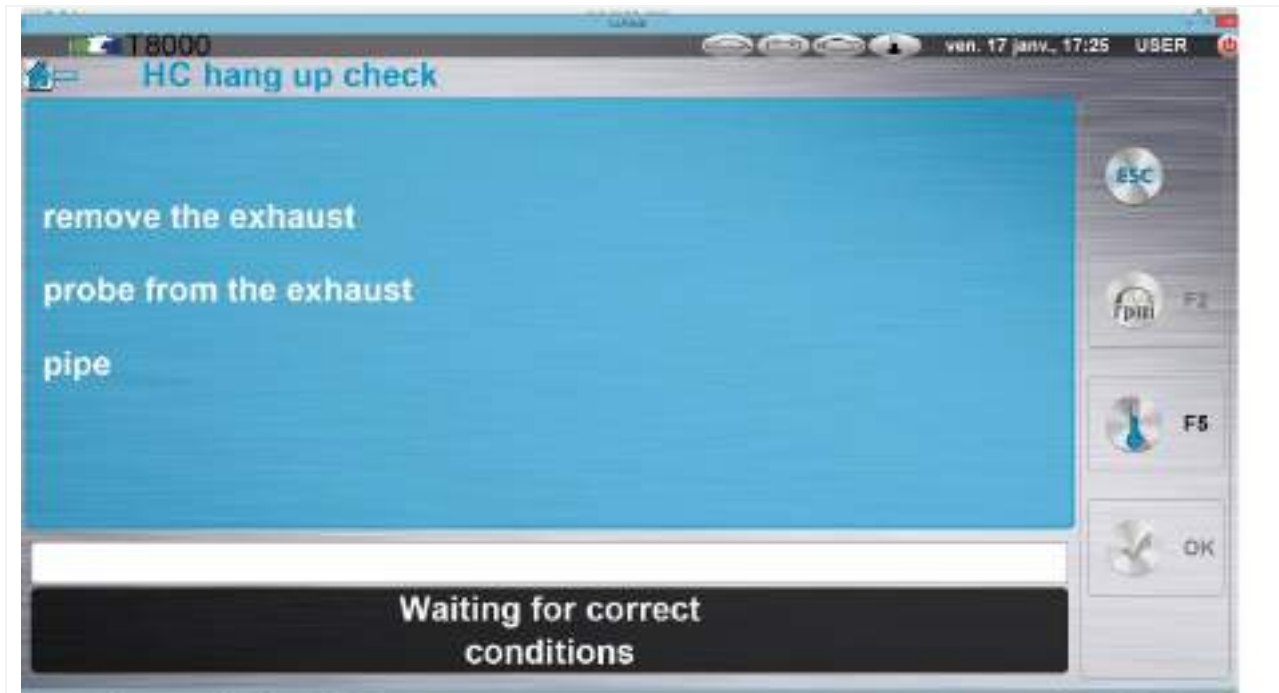 T8000
ven. 17 janv., 17:25 USER
HC hang up check
ESC
remove the exhaust
probe from the exhaust
rpm F2
pipe
F5
OK
Waiting for correct
conditions